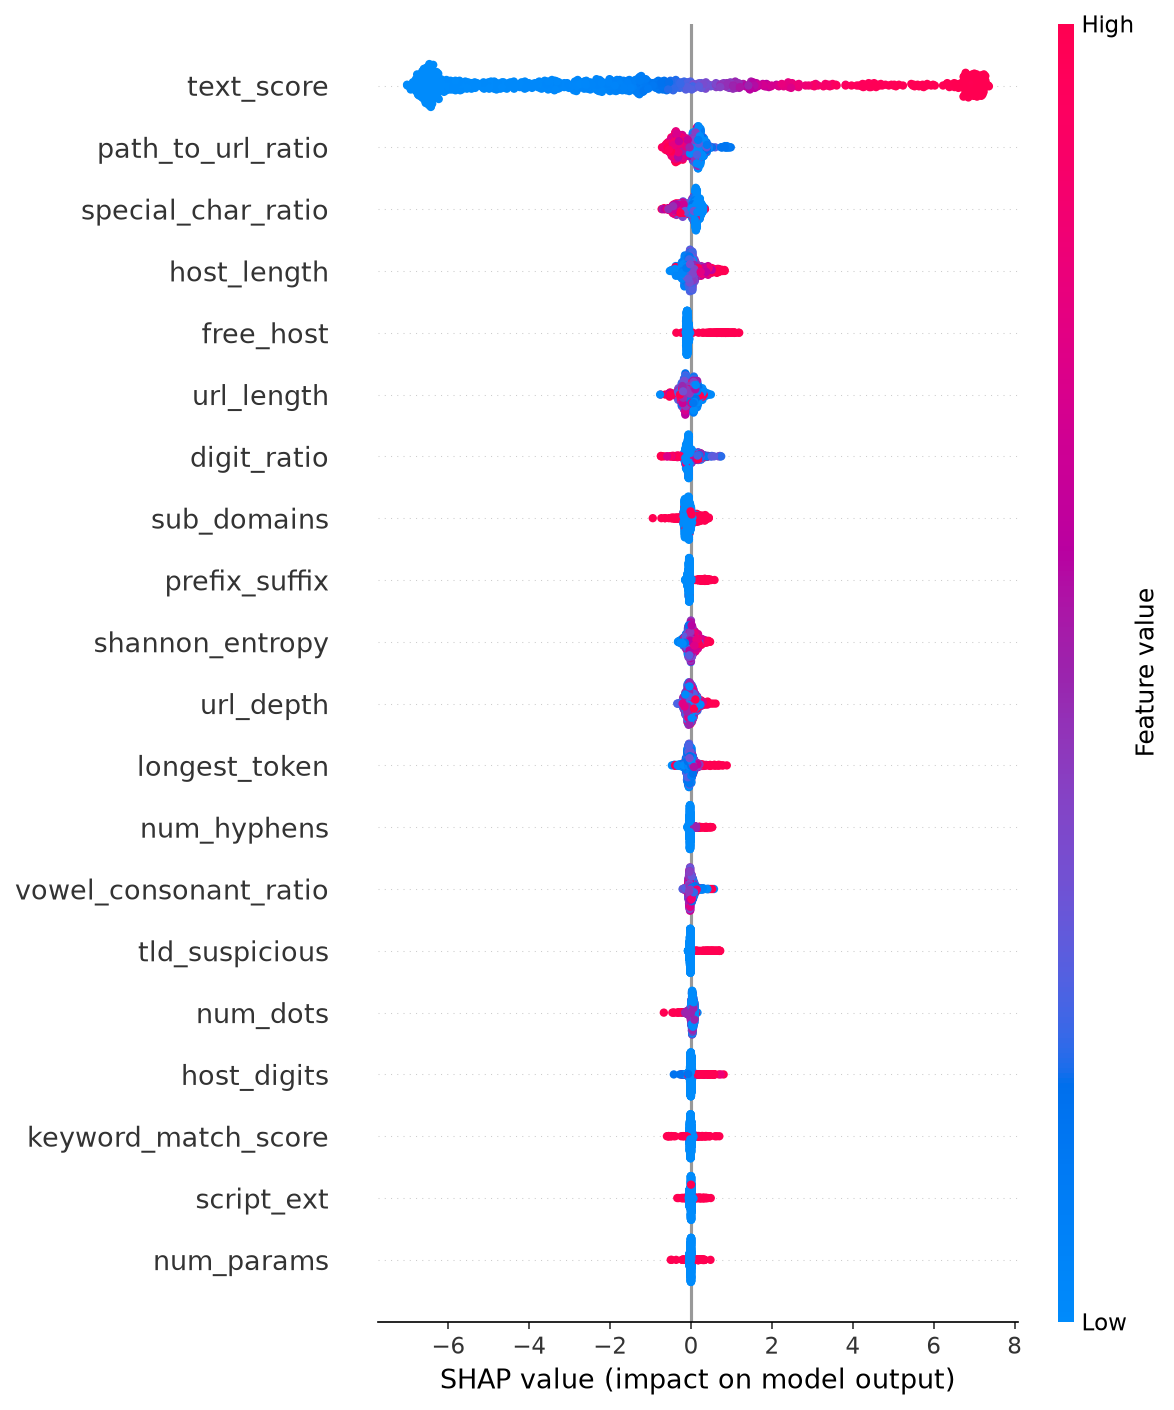 High
text_score
path_to_url_ratio
special_char_ratio
host_length
free_host
url_length
digit_ratio
sub_domains
prefix_suffix
shannon_entropy
url_depth
longest_token
num_hyphens
vowel_consonant_ratio
tld_suspicious
num_dots
host_digits
keyword_match_score
script_ext
num_params
Feature value
Low
−6 −4 −2 0 2 4 6 8
SHAP value (impact on model output)